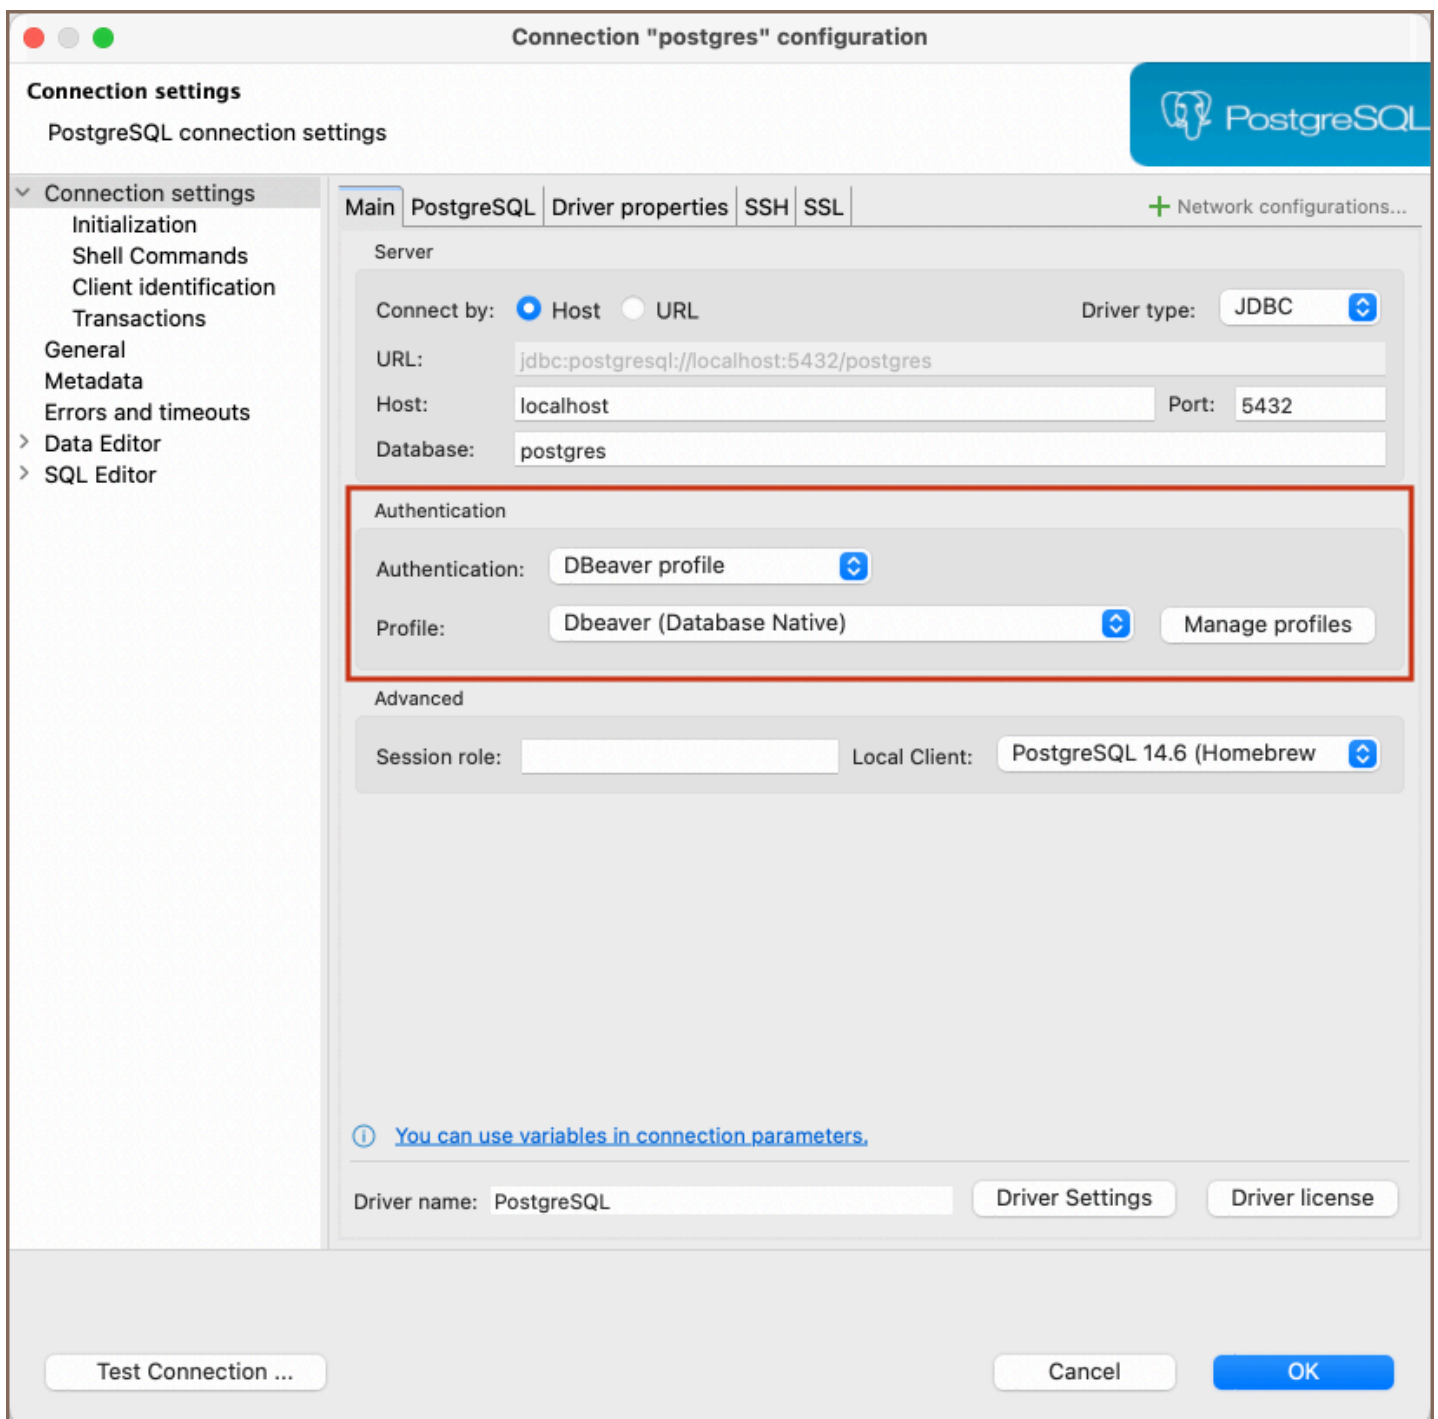 Connection "postgres" configuration
Connection settings
PostgreSQL connection settings
PostgreSQL
Connection settings
Initialization
Shell Commands
Client identification
Transactions
General
Metadata
Errors and timeouts
Data Editor
SQL Editor
Main PostgreSQL Driver properties SSH SSL Network configurations...
Server
Connect by: Host URL Driver type: JDBC
URL: jdbc:postgresql://localhost:5432/postgres
Host: localhost Port: 5432
Database: postgres
Authentication
Authentication: DBeaver profile
Profile: Dbeaver (Database Native) Manage profiles
Advanced
Session role: Local Client: PostgreSQL 14.6 (Homebrew
You can use variables in connection parameters.
Driver name: PostgreSQL Driver Settings Driver license
Test Connection ... Cancel OK